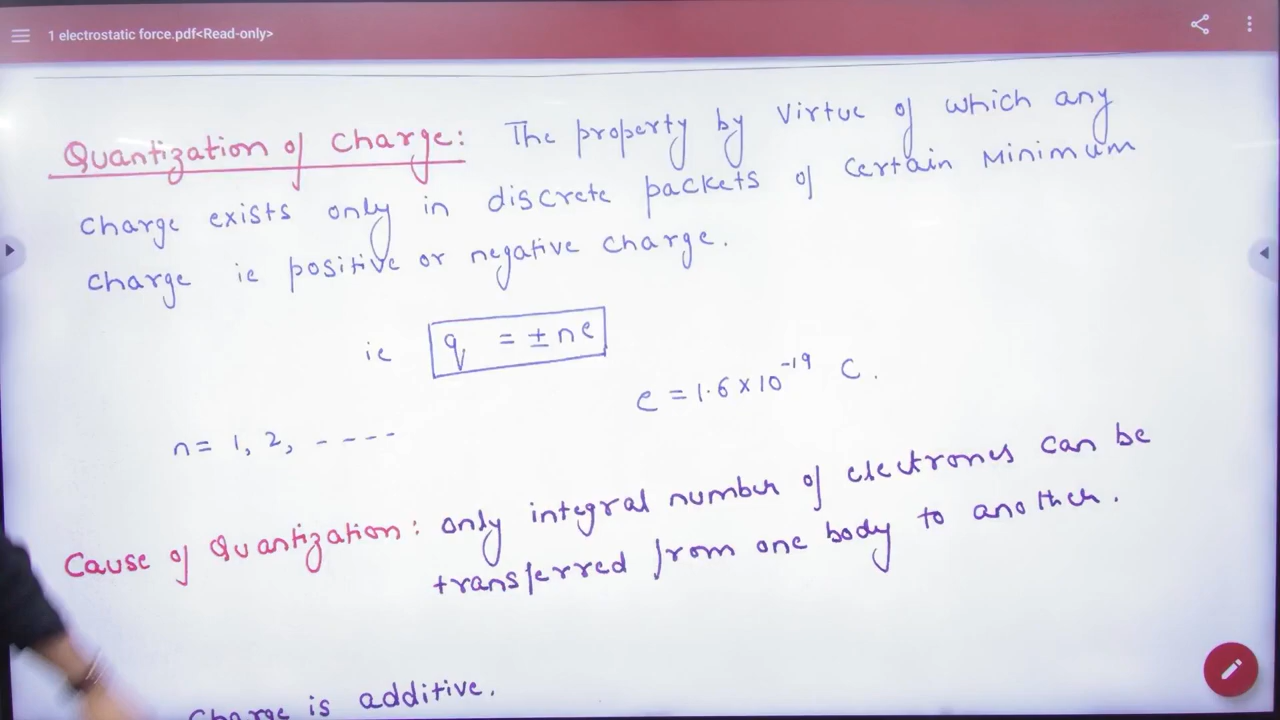 1 electrostatic force.pdf<Read-only>
Quantization of Charge: The property by Virtue of which any
charge exists only in discrete packets of certain Minimum
charge ie positive or negative charge.
ie q = ±ne
e = 1.6 × 10⁻¹⁹ C.
n = 1, 2, ----
Cause of Quantization: only integral number of electrones can be
transferred from one body to another.
Charge is additive.